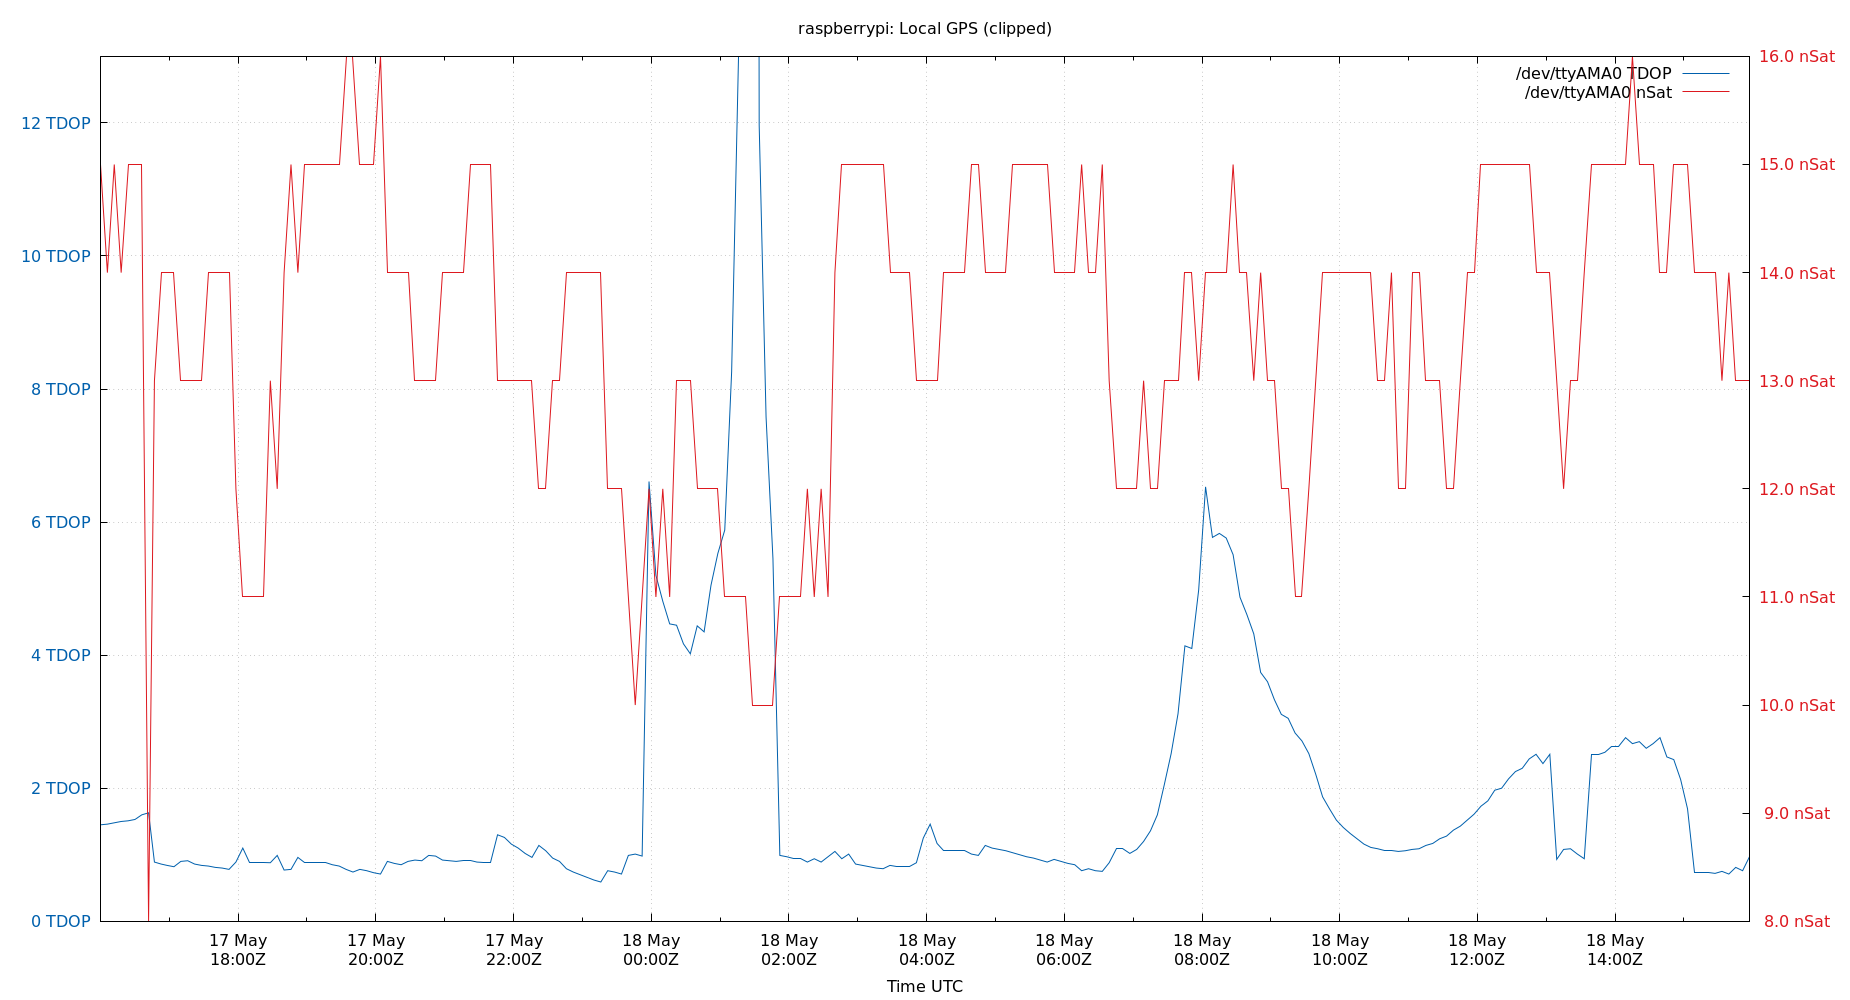 raspberrypi: Local GPS (clipped)
16.0 nSat
/dev/ttyAMA0 TDOP
/dev/ttyAMA0 nSat
12 TDOP
15.0 nSat
10 TDOP
14.0 nSat
8 TDOP
13.0 nSat
12.0 nSat
6 TDOP
11.0 nSat
4 TDOP
10.0 nSat
2 TDOP
9.0 nSat
0 TDOP
8.0 nSat
17 May 18:00Z
17 May 20:00Z
17 May 22:00Z
18 May 00:00Z
18 May 02:00Z
18 May 04:00Z
18 May 06:00Z
18 May 08:00Z
18 May 10:00Z
18 May 12:00Z
18 May 14:00Z
Time UTC